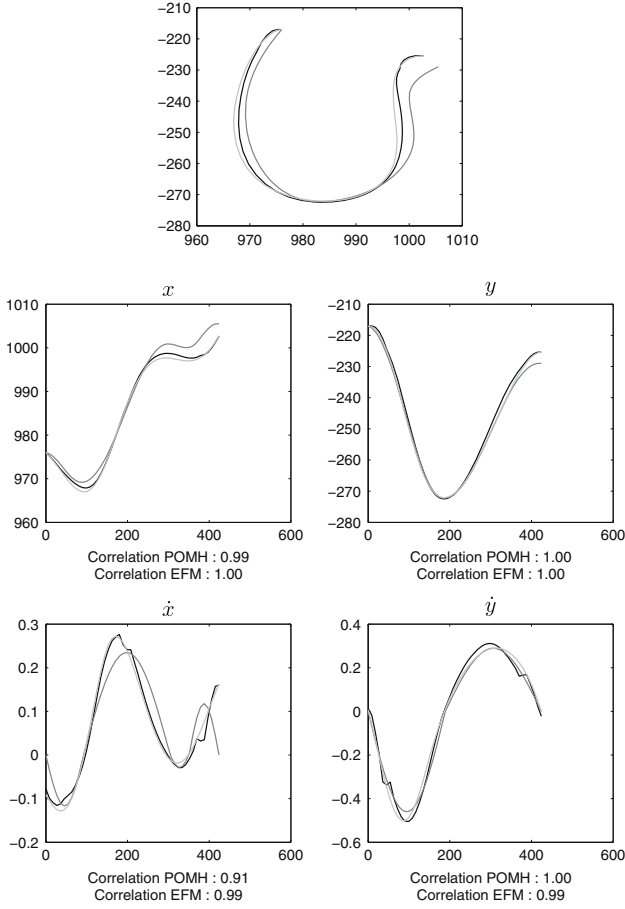 −210
−220
−230
−240
−250
−260
−270
−280
960 970 980 990 1000 1010
x
1010
1000
990
980
970
960
0 200 400 600
Correlation POMH : 0.99
Correlation EFM : 1.00
y
−210
−220
−230
−240
−250
−260
−270
−280
0 200 400 600
Correlation POMH : 1.00
Correlation EFM : 1.00
ẋ
0.3
0.2
0.1
0
−0.1
−0.2
0 200 400 600
Correlation POMH : 0.91
Correlation EFM : 0.99
ẏ
0.4
0.2
0
−0.2
−0.4
−0.6
0 200 400 600
Correlation POMH : 1.00
Correlation EFM : 0.99